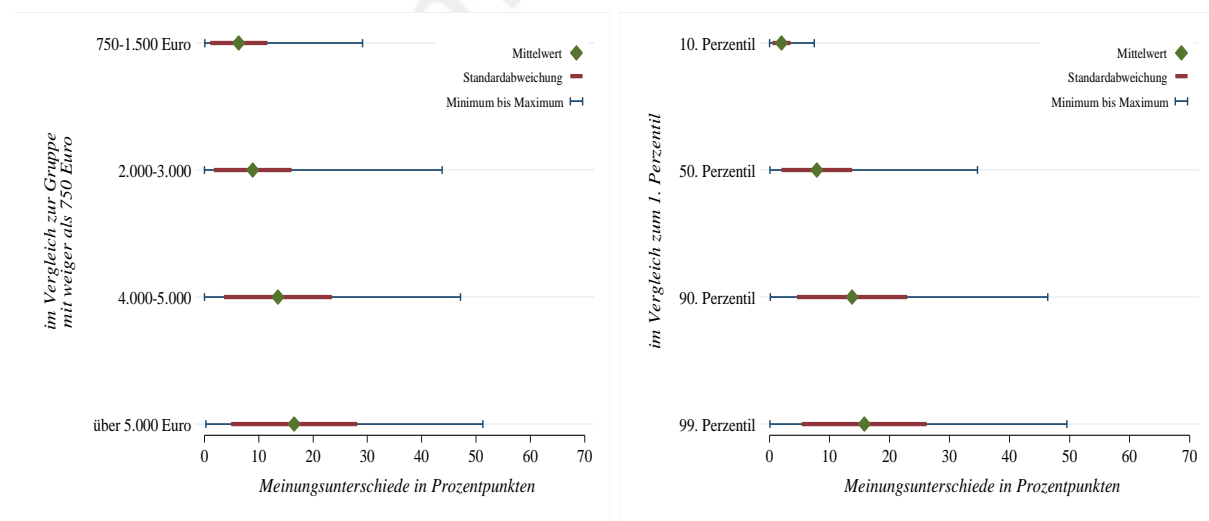 750-1.500 Euro
2.000-3.000
4.000-5.000
über 5.000 Euro
im Vergleich zur Gruppe
mit weiger als 750 Euro
Mittelwert
Standardabweichung
Minimum bis Maximum
0 10 20 30 40 50 60 70
Meinungsunterschiede in Prozentpunkten
10. Perzentil
50. Perzentil
90. Perzentil
99. Perzentil
im Vergleich zum 1. Perzentil
Mittelwert
Standardabweichung
Minimum bis Maximum
0 10 20 30 40 50 60 70
Meinungsunterschiede in Prozentpunkten